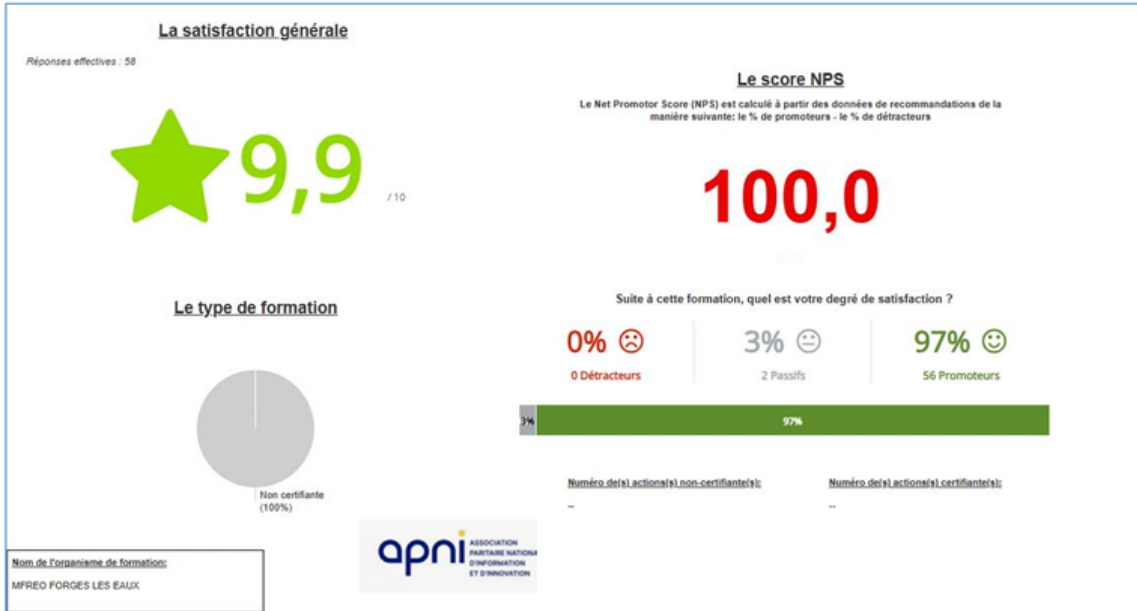 La satisfaction générale
Réponses effectives : 58
9,9
/ 10
Le score NPS
Le Net Promotor Score (NPS) est calculé à partir des données de recommandations de la
manière suivante: le % de promoteurs - le % de détracteurs
100,0
Le type de formation
Non certifiante
(100%)
Suite à cette formation, quel est votre degré de satisfaction ?
0%
3%
97%
0 Détracteurs
2 Passifs
56 Promoteurs
3%
97%
Numéro de(s) actions(s) non-certifiante(s):
Numéro de(s) actions(s) certifiante(s):
--
--
apni
ASSOCIATION
PARITAIRE NATIONA
D'INFORMATION
ET D'INNOVATION
Nom de l'organisme de formation:
MFREO FORGES LES EAUX